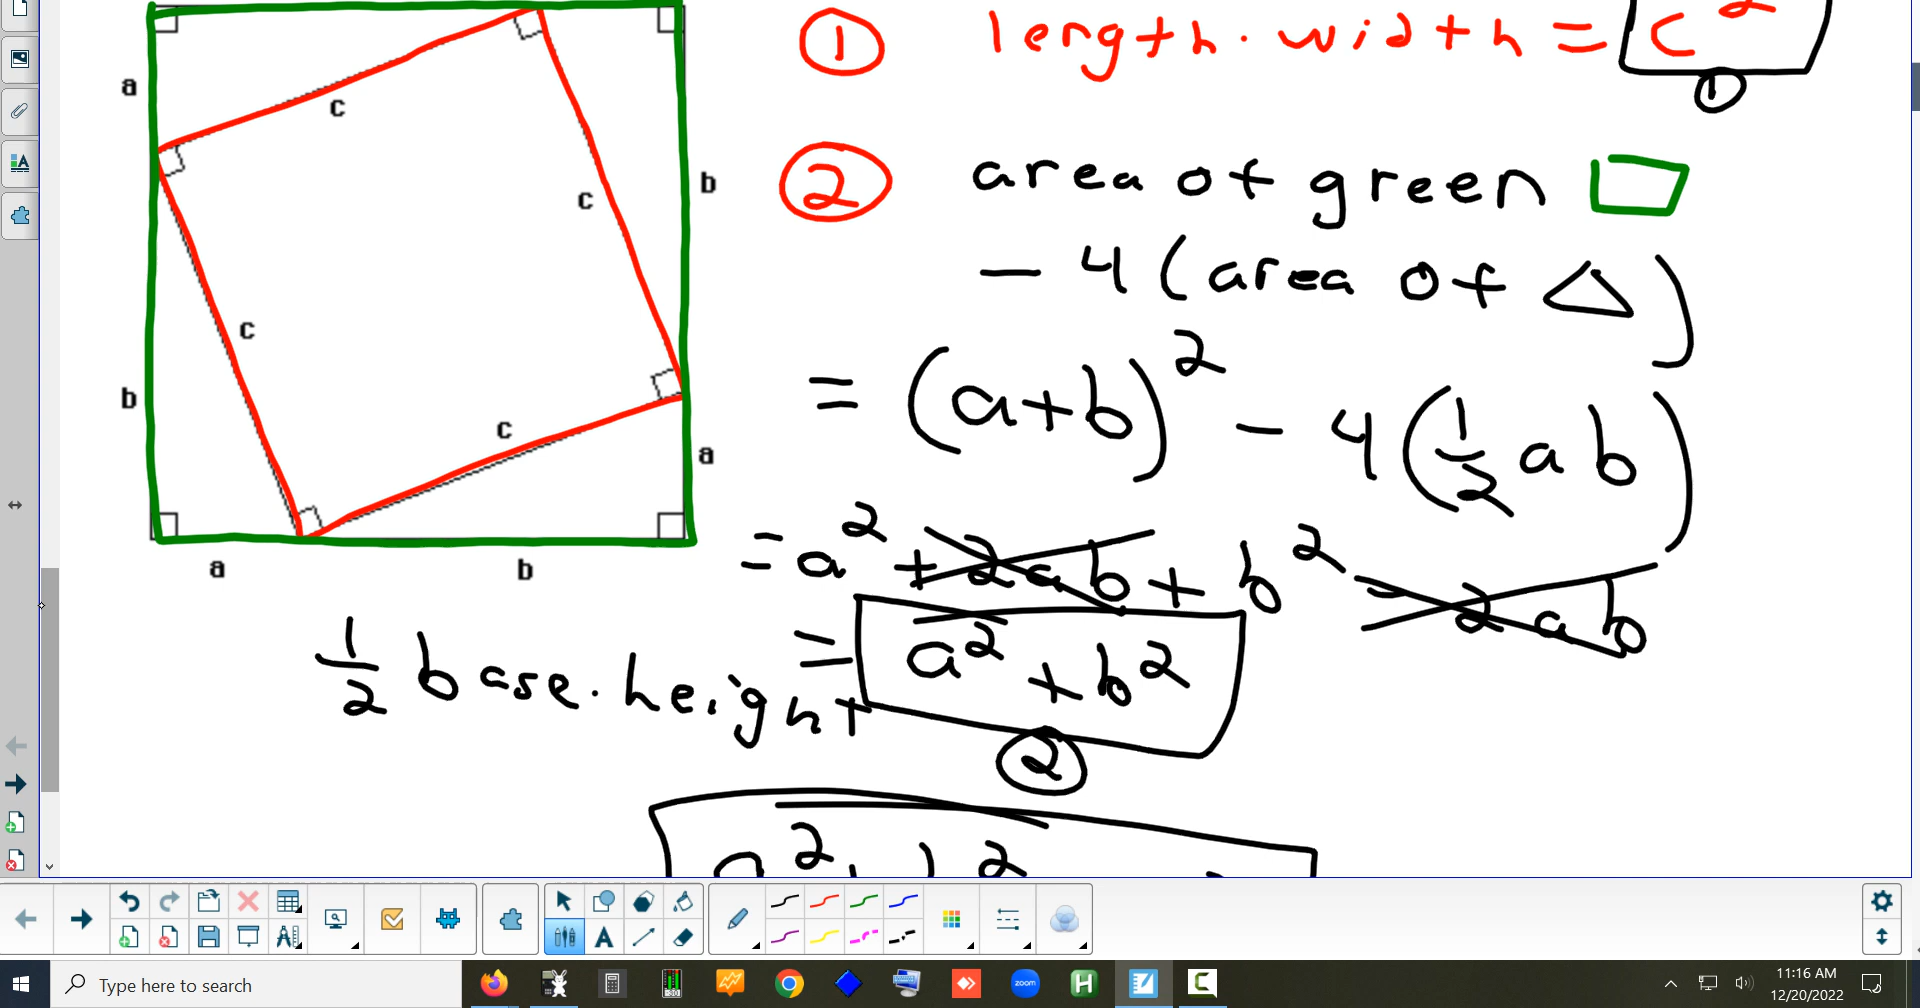 ① length · width = c²
①
② area of green
− 4 (area of △)
= (a+b)² − 4(½ab)
= a² + 2ab + b² − 2ab
= a² + b²
②
½ base · height
a
c
b
c
c
b
c
a
a
b
Type here to search
zoom
H
11:16 AM
12/20/2022